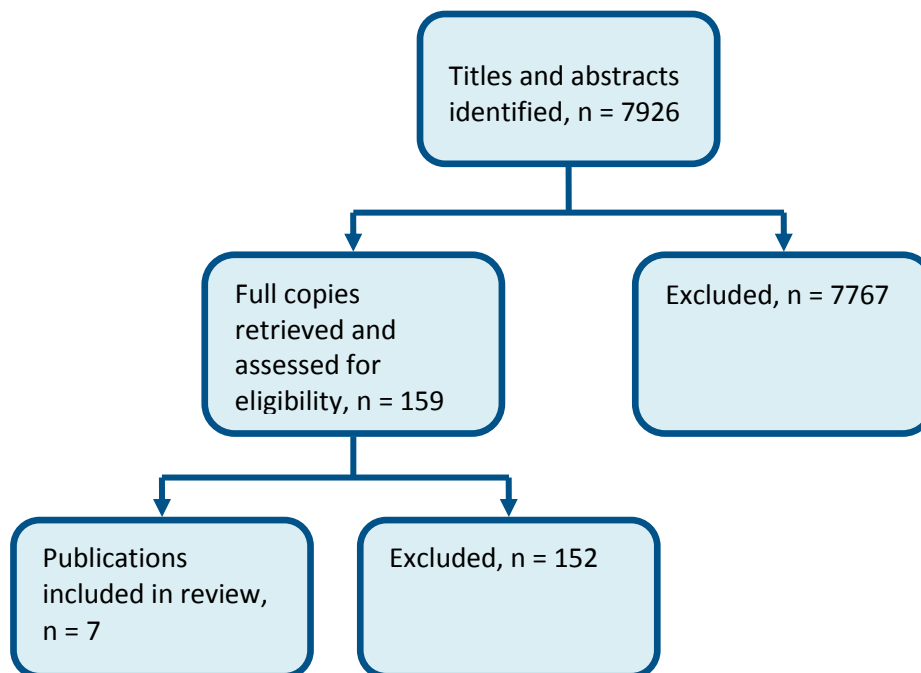 Titles and abstracts
identified, n = 7926
Full copies
retrieved and
assessed for
eligibility, n = 159
Excluded, n = 7767
Publications
included in review,
n = 7
Excluded, n = 152